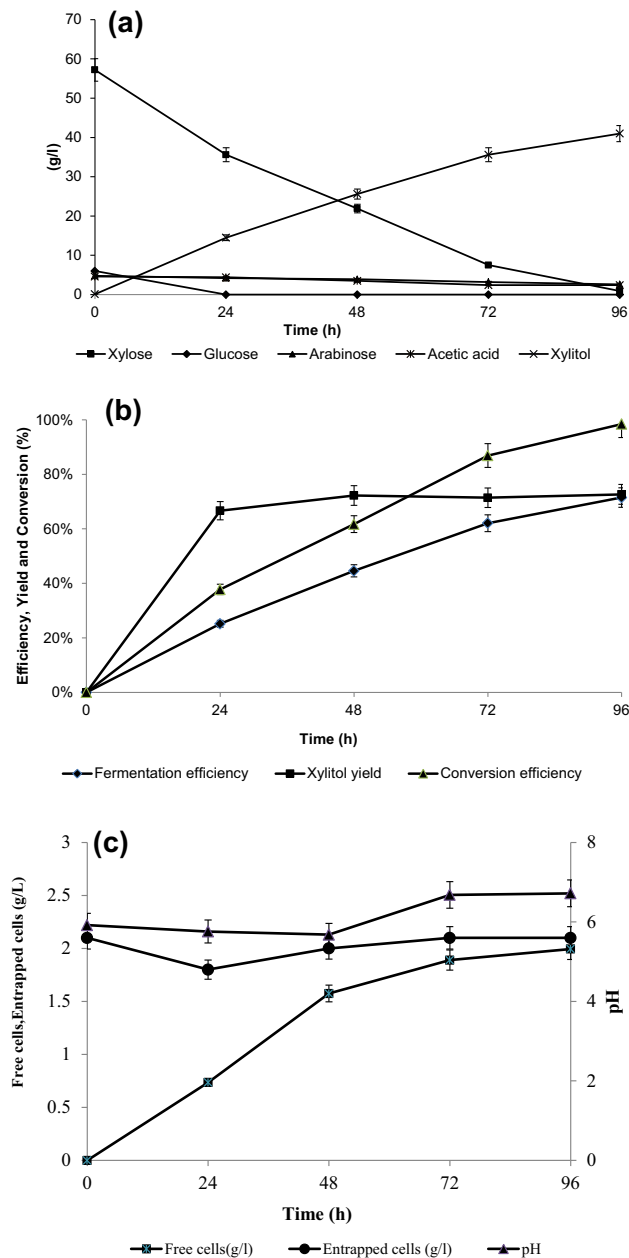 (a)
70
60
50
40
30
20
10
0
(g/l)
0 24 48 72 96
Time (h)
Xylose Glucose Arabinose Acetic acid Xylitol
(b)
100%
80%
60%
40%
20%
0%
Efficiency, Yield and Conversion (%)
0 24 48 72 96
Time (h)
Fermentation efficiency Xylitol yield Conversion efficiency
(c)
3
2.5
2
1.5
1
0.5
0
Free cells,Entrapped cells (g/L)
8
6
4
2
0
pH
0 24 48 72 96
Time (h)
Free cells(g/l) Entrapped cells (g/l) pH